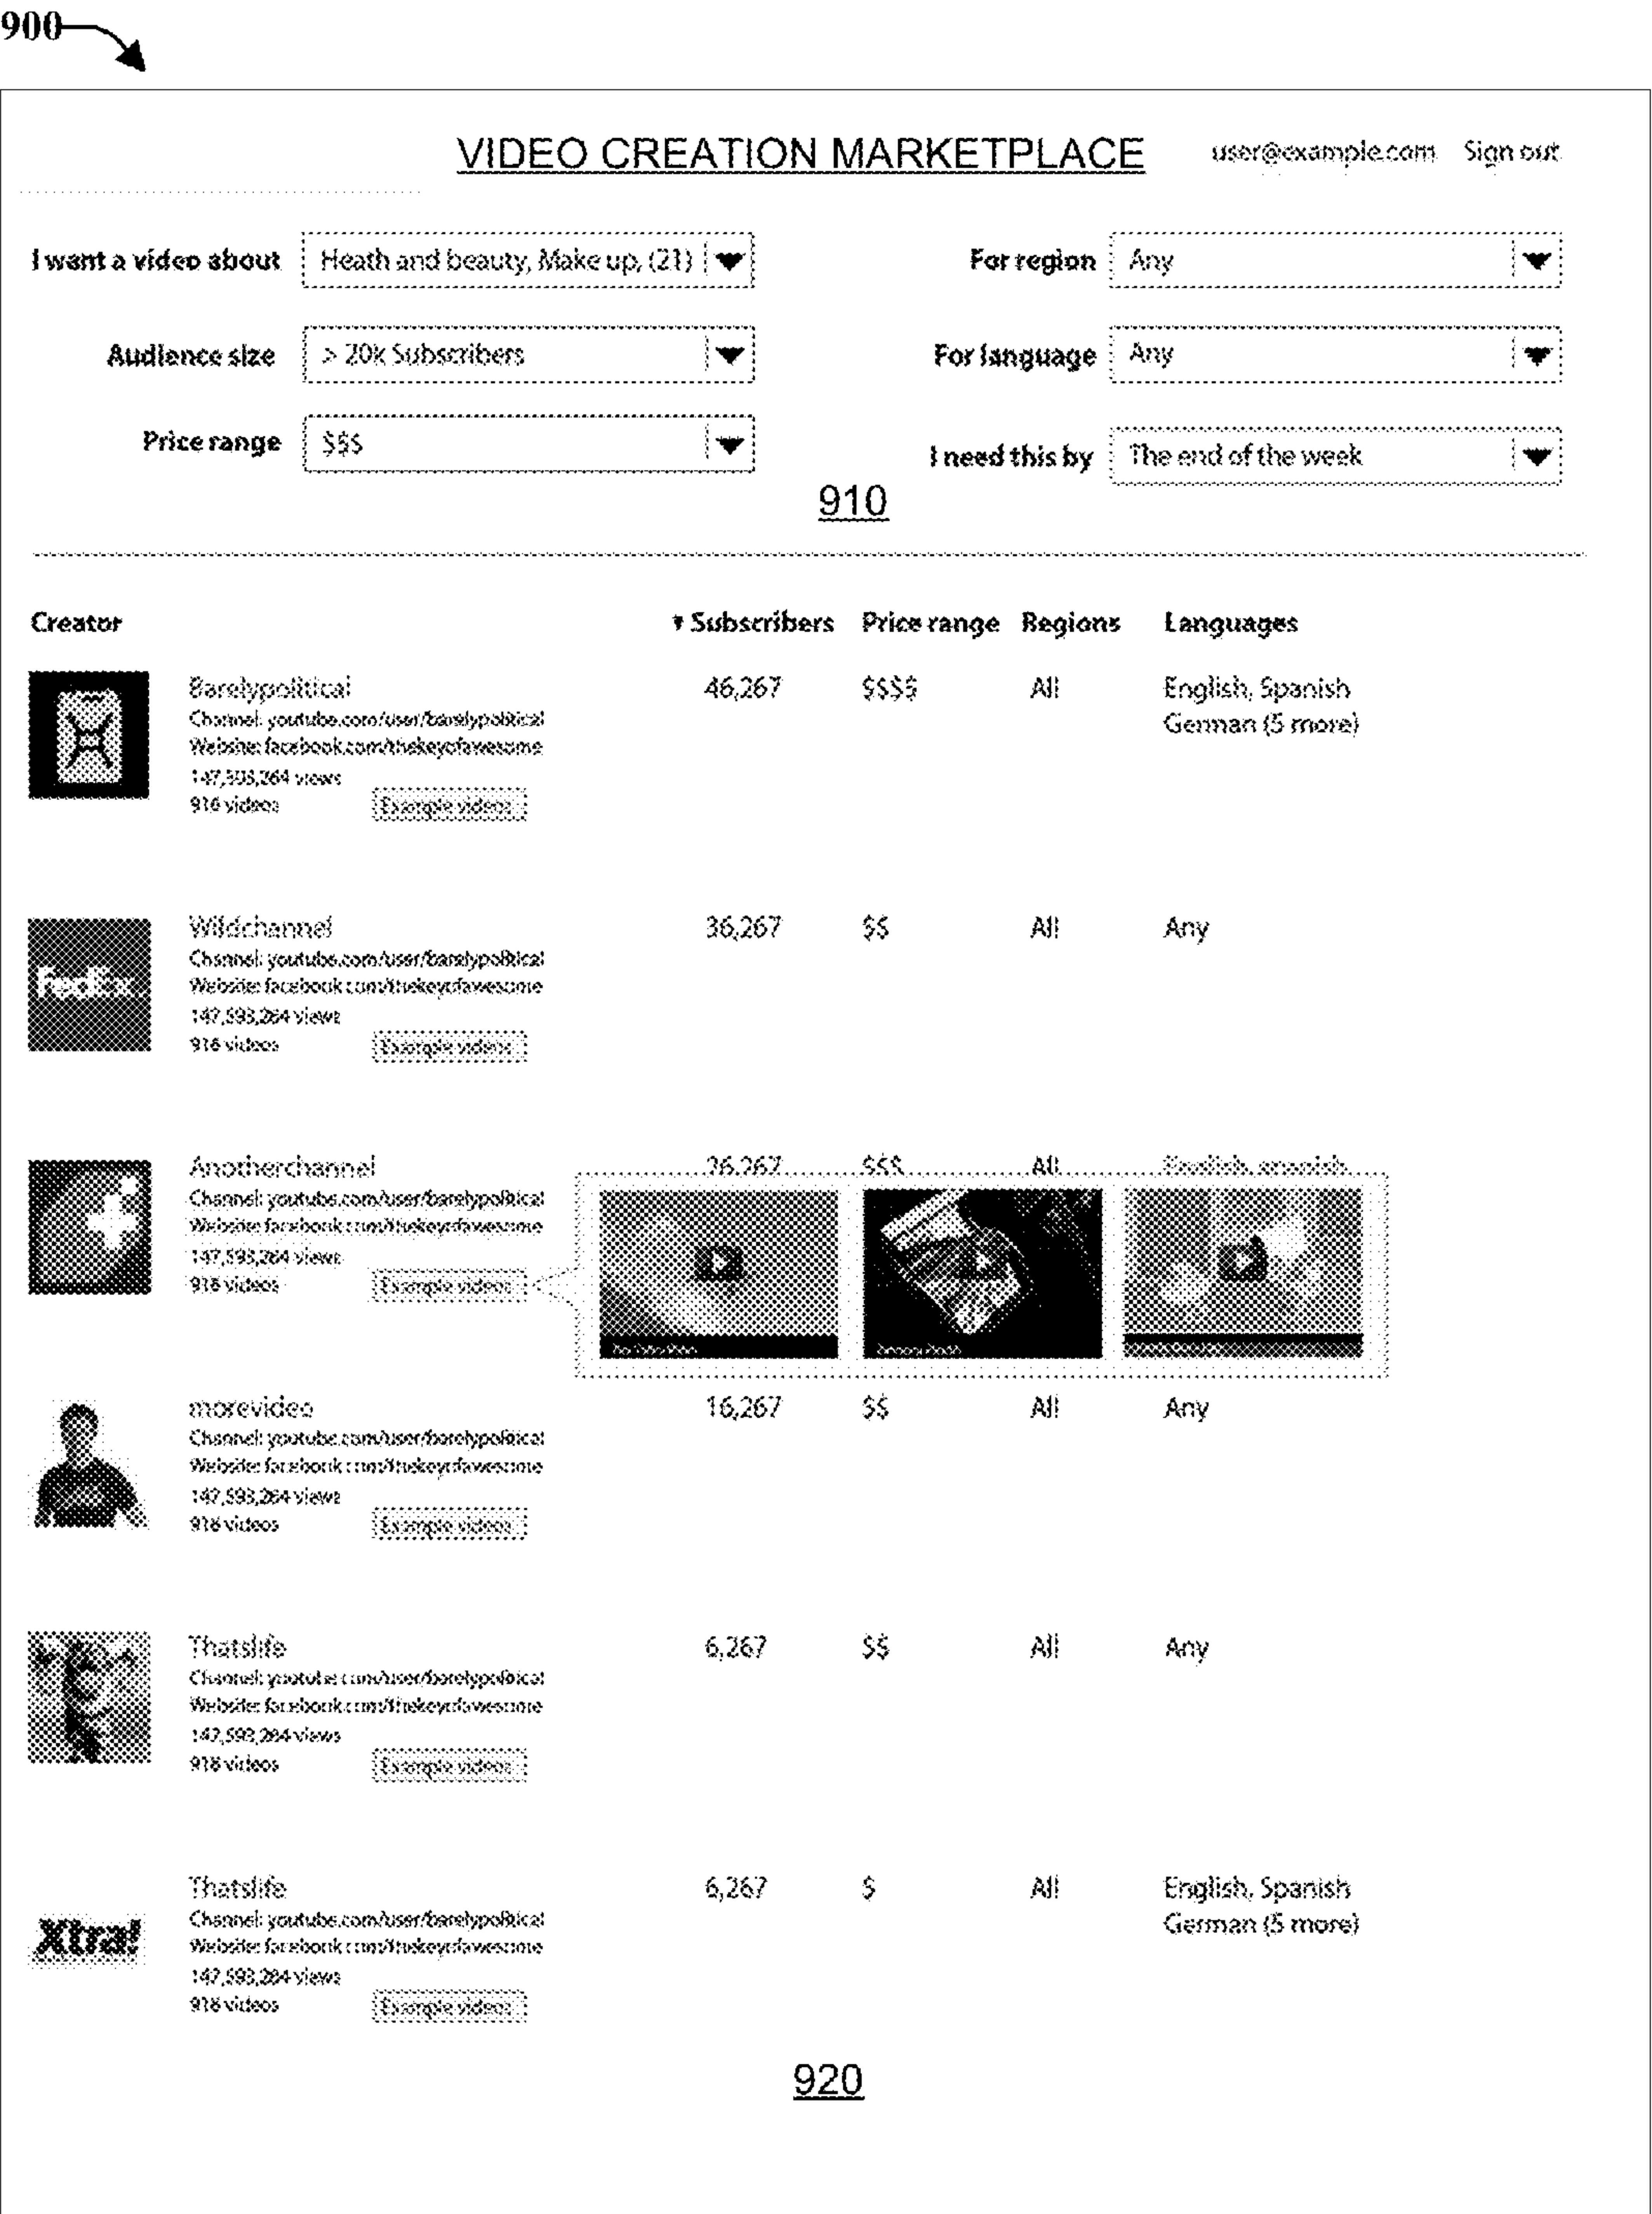 900
VIDEO CREATION MARKETPLACE user@example.com Sign out
I want a video about Heath and beauty, Make up, (21) For region Any
Audience size > 20k Subscribers For language Any
Price range $$$ I need this by The end of the week
910
Creator ▼ Subscribers Price range Regions Languages
Barelypolitical 46,267 $$$$ All English, Spanish
Channel: youtube.com/user/barelypolitical German (5 more)
Website: facebook.com/thekeyofawesome
147,593,264 views
916 videos Example videos
Wildchannel 36,267 $$ All Any
FedEx
Channel: youtube.com/user/barelypolitical
Website: facebook.com/thekeyofawesome
147,593,264 views
916 videos Example videos
Anotherchannel 26,267 $$$ All English, spanish
Channel: youtube.com/user/barelypolitical
Website: facebook.com/thekeyofawesome
147,593,264 views
916 videos Example videos
morevideo 16,267 $$ All Any
Channel: youtube.com/user/barelypolitical
Website: facebook.com/thekeyofawesome
147,593,264 views
916 videos Example videos
Thatslife 6,267 $$ All Any
Channel: youtube.com/user/barelypolitical
Website: facebook.com/thekeyofawesome
147,593,264 views
916 videos Example videos
Thatslife 6,267 $ All English, Spanish
Xtra!
Channel: youtube.com/user/barelypolitical German (5 more)
Website: facebook.com/thekeyofawesome
147,593,264 views
916 videos Example videos
920